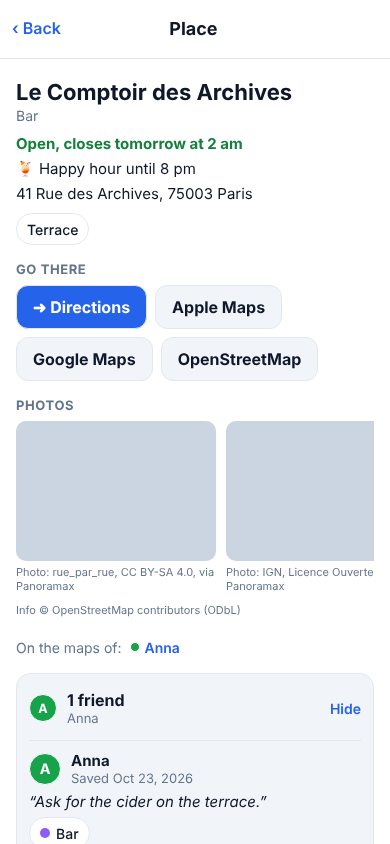 ‹ Back
Place
Le Comptoir des Archives
Bar
Open, closes tomorrow at 2 am
🍹 Happy hour until 8 pm
41 Rue des Archives, 75003 Paris
Terrace
GO THERE
➜ Directions
Apple Maps
Google Maps
OpenStreetMap
PHOTOS
Photo: rue_par_rue, CC BY-SA 4.0, via
Panoramax
Photo: IGN, Licence Ouverte
Panoramax
Info © OpenStreetMap contributors (ODbL)
On the maps of: Anna
A
1 friend
Anna
Hide
A
Anna
Saved Oct 23, 2026
“Ask for the cider on the terrace.”
Bar